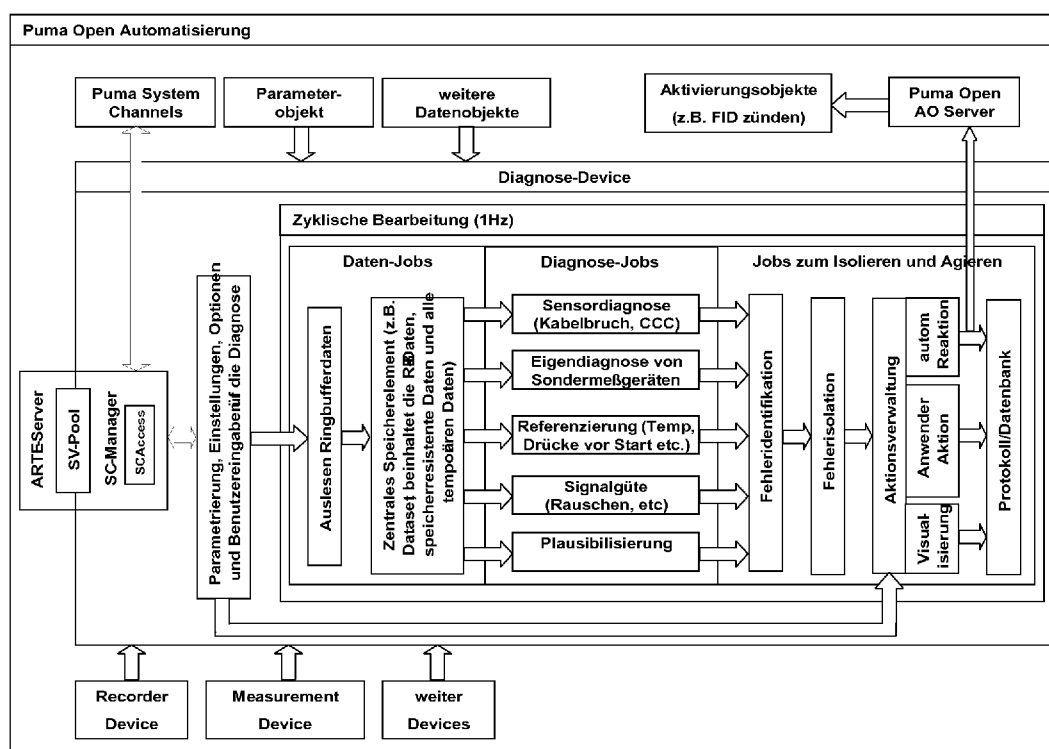 Puma Open Automatisierung
Puma System
Channels
Parameter-
objekt
weitere
Datenobjekte
Aktivierungsobjekte
(z.B. FID zünden)
Puma Open
AO Server
Diagnose-Device
Zyklische Bearbeitung (1Hz)
Daten-Jobs
Diagnose-Jobs
Jobs zum Isolieren und Agieren
ARTE-Server
SV-Pool
SC-Manager
SCAccess
Parametrierung, Einstellungen, Optionen
und Benutzereingaben die Diagnose
Auslesen Ringbufferdaten
Zentrales Speicherelement (z.B.
Dataset beinhaltet die Daten,
speicherresistente Daten und alle
temporären Daten)
Sensordiagnose
(Kabelbruch, CCC)
Eigendiagnose von
Sondermeßgeräten
Referenzierung (Temp,
Drücke vor Start etc.)
Signalgüte
(Rauschen, etc)
Plausibilisierung
Fehleridentifikation
Fehlerisolation
Aktionsverwaltung
autom
Reaktion
Anwender
Aktion
Visual-
isierung
Protokoll/Datenbank
Recorder
Device
Measurement
Device
weiter
Devices